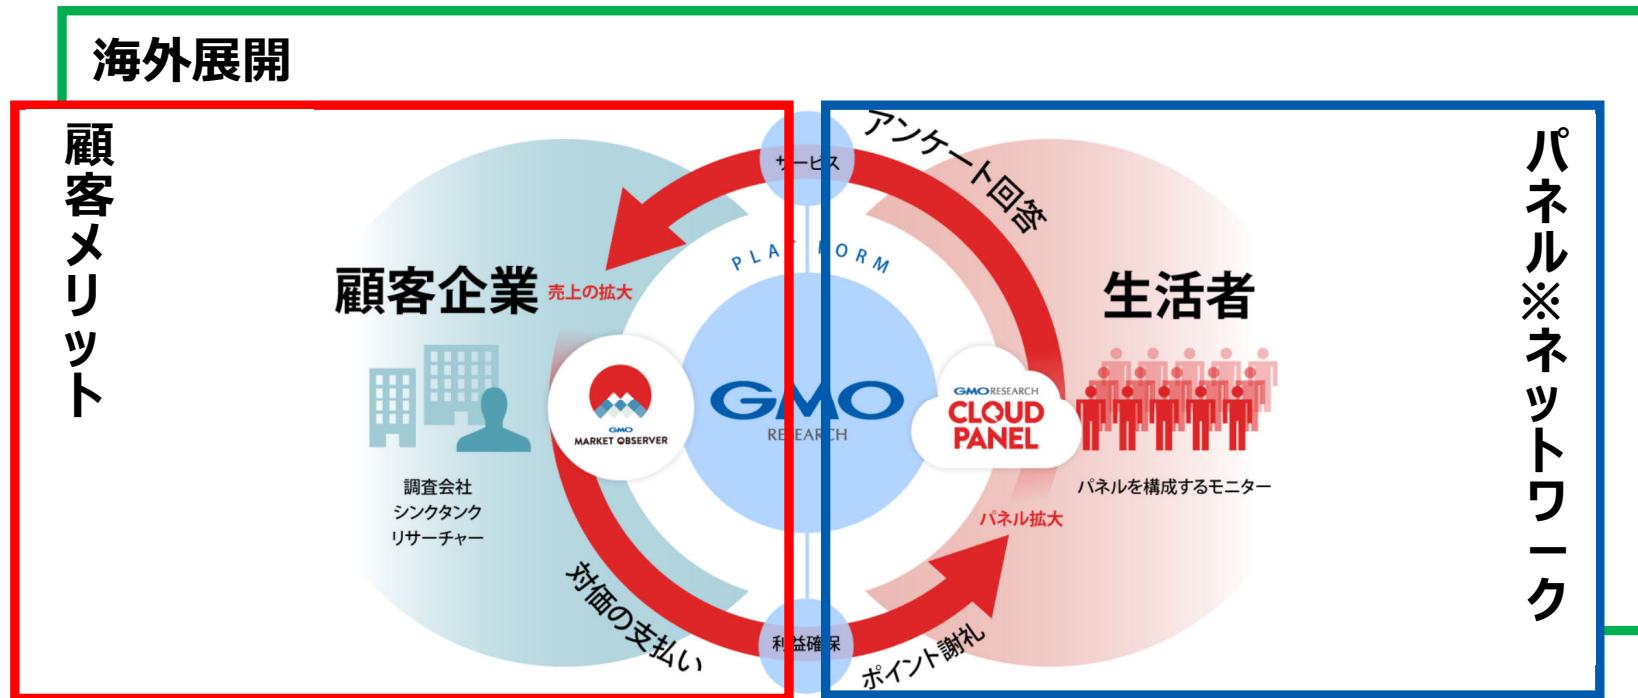 海外展開
顧客メリット
パネル※ネットワーク
サービス
アンケート回答
PLATFORM
顧客企業
売上の拡大
生活者
GMO
MARKET OBSERVER
GMO
RESEARCH
GMO RESEARCH
CLOUD
PANEL
調査会社
シンクタンク
リサーチャー
パネルを構成するモニター
パネル拡大
対価の支払い
利益確保
ポイント謝礼